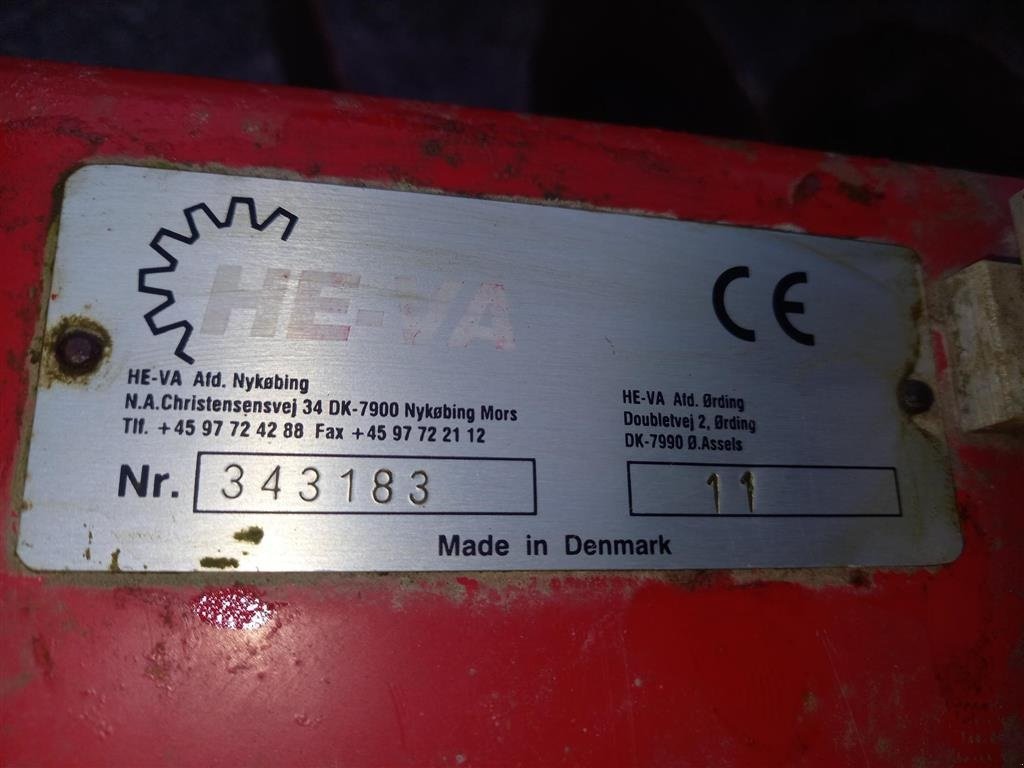 HE-VA
CE
HE-VA Afd. Nykøbing
N.A.Christensensvej 34 DK-7900 Nykøbing Mors
Tlf. +45 97 72 42 88 Fax +45 97 72 21 12
HE-VA Afd. Ørding
Doubletvej 2, Ørding
DK-7990 Ø.Assels
Nr. 343183
11
Made in Denmark